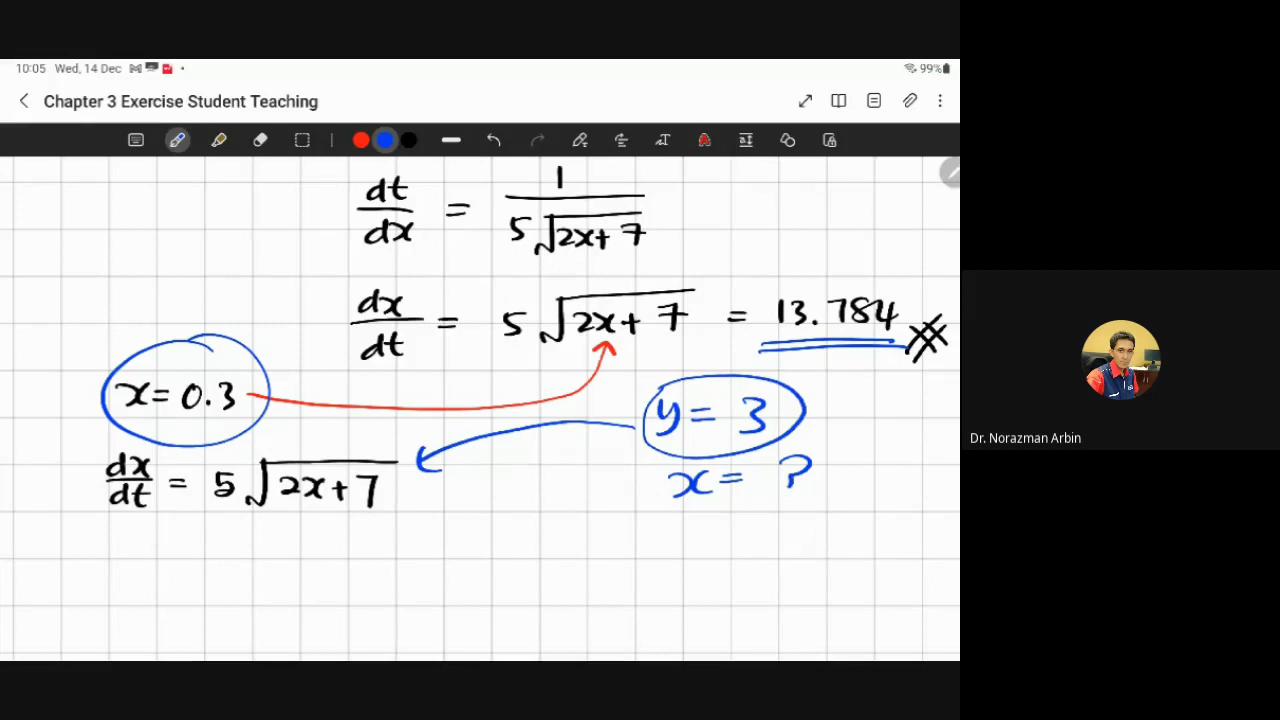 10:05 Wed, 14 Dec
99%
Chapter 3 Exercise Student Teaching
dt/dx = 1/(5√(2x+7))
dx/dt = 5√(2x+7) = 13.784
x = 0.3
y = 3
x = ?
dx/dt = 5√(2x+7)
Dr. Norazman Arbin